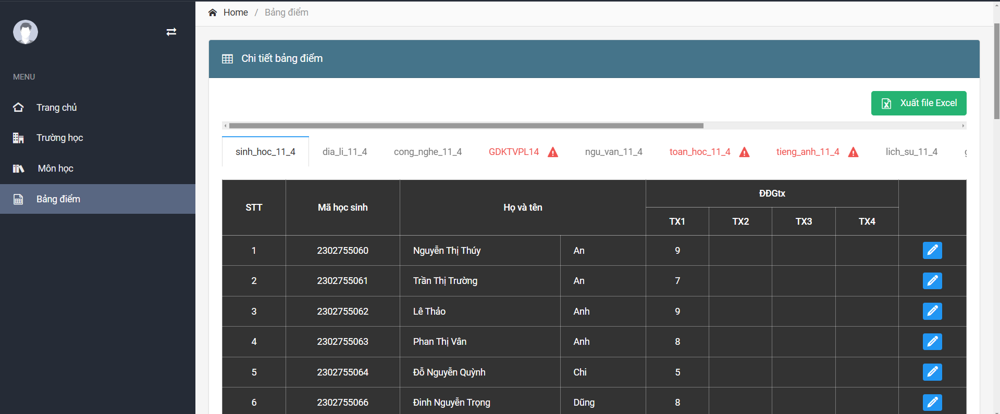 Home / Bảng điểm
MENU
Trang chủ
Trường học
Môn học
Bảng điểm
Chi tiết bảng điểm
Xuất file Excel
sinh_hoc_11_4 dia_li_11_4 cong_nghe_11_4 GDKTVPL14 ngu_van_11_4 toan_hoc_11_4 tieng_anh_11_4 lich_su_11_4
STT Mã học sinh Họ và tên ĐĐGtx
TX1 TX2 TX3 TX4
1 2302755060 Nguyễn Thị Thúy An 9
2 2302755061 Trần Thị Trường An 7
3 2302755062 Lê Thảo Anh 9
4 2302755063 Phan Thị Vân Anh 8
5 2302755064 Đỗ Nguyễn Quỳnh Chi 5
6 2302755066 Đinh Nguyễn Trọng Dũng 8